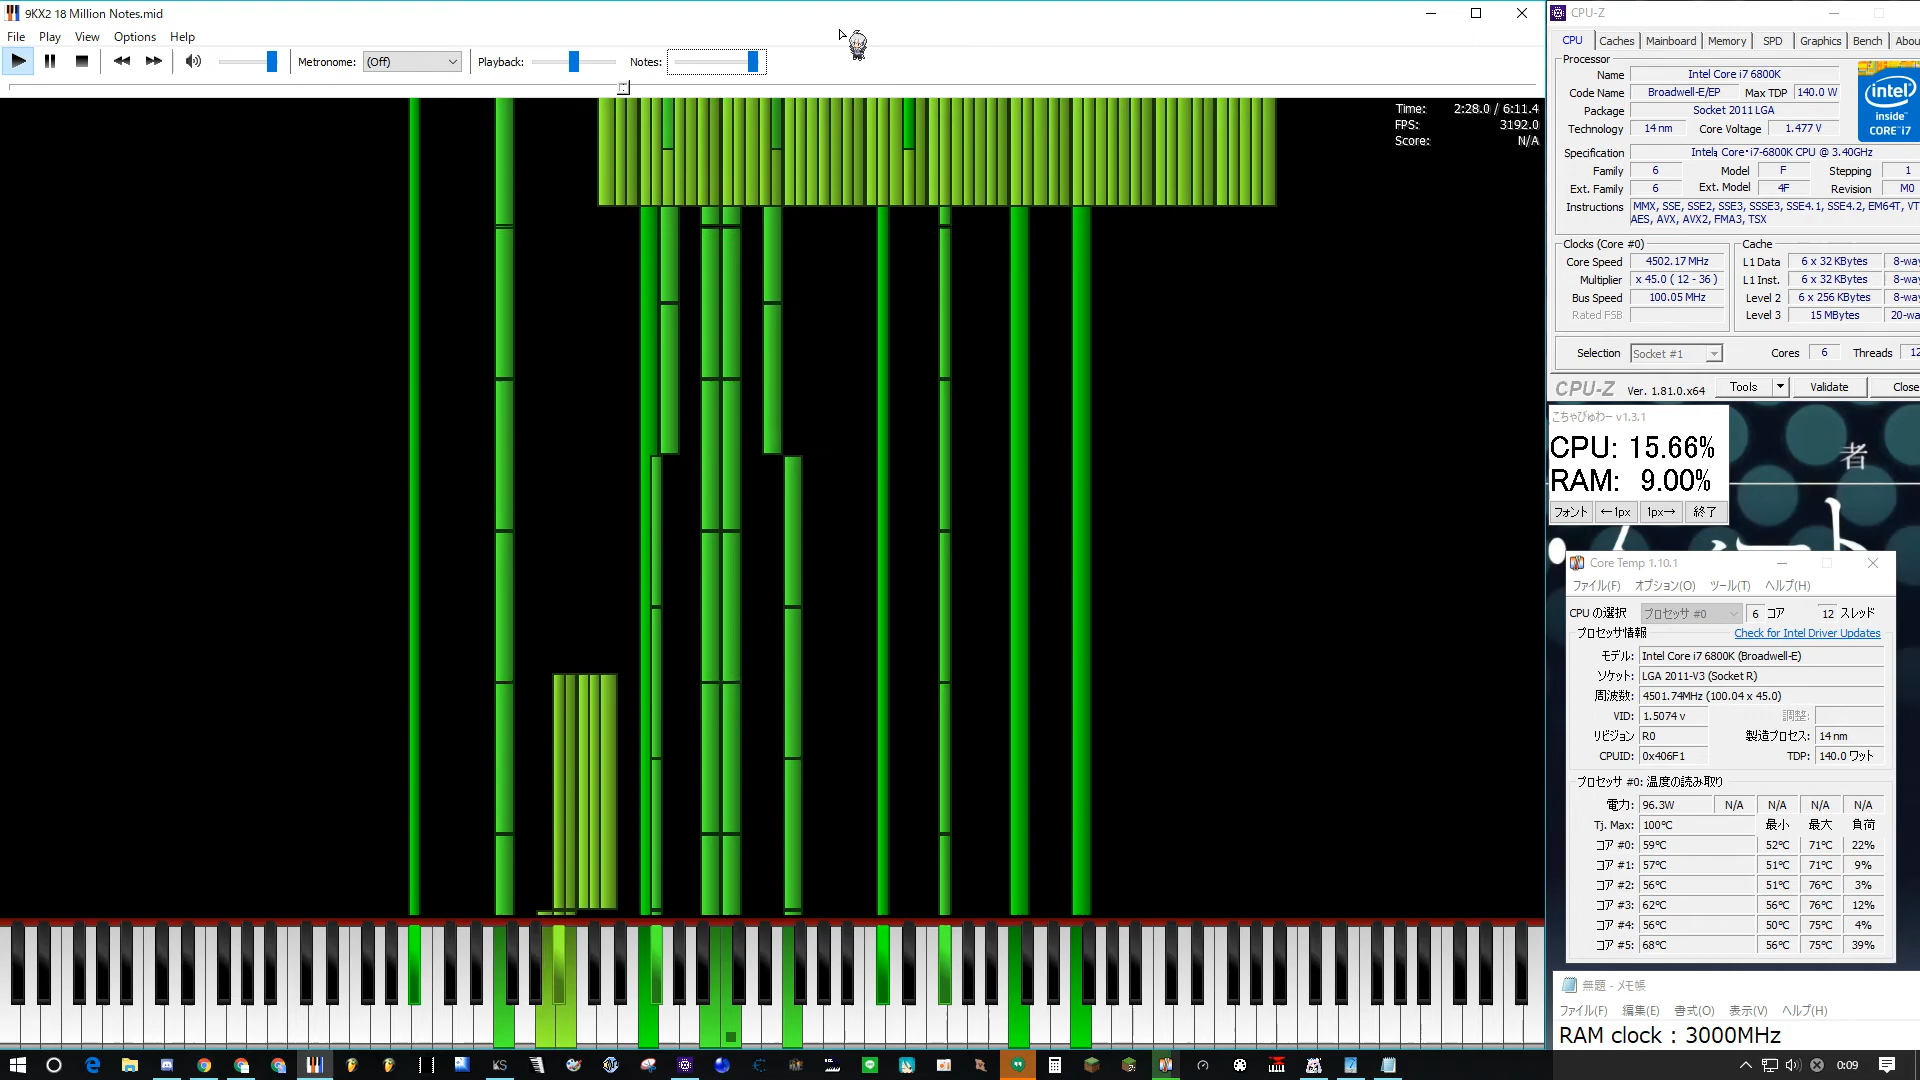 9KX2 18 Million Notes.mid
File Play View Options Help
Metronome: (Off) Playback: Notes:
Time: 2:28.0 / 6:11.4
FPS: 3192.0
Score: N/A
CPU-Z
CPU Caches Mainboard Memory SPD Graphics Bench Abou
Processor
Name Intel Core i7 6800K
Code Name Broadwell-E/EP Max TDP 140.0 W
Package Socket 2011 LGA
Technology 14 nm Core Voltage 1.477 V
intel inside™ CORE™ i7
Specification Intel® Core™ i7-6800K CPU @ 3.40GHz
Family 6 Model F Stepping 1
Ext. Family 6 Ext. Model 4F Revision M0
Instructions MMX, SSE, SSE2, SSE3, SSSE3, SSE4.1, SSE4.2, EM64T, VT
AES, AVX, AVX2, FMA3, TSX
Clocks (Core #0)
Core Speed 4502.17 MHz
Multiplier x 45.0 ( 12 - 36 )
Bus Speed 100.05 MHz
Rated FSB
Cache
L1 Data 6 x 32 KBytes 8-way
L1 Inst. 6 x 32 KBytes 8-way
Level 2 6 x 256 KBytes 8-way
Level 3 15 MBytes 20-wa
Selection Socket #1 Cores 6 Threads 12
CPU-Z Ver. 1.81.0.x64 Tools Validate Close
こちゃびゅわー v1.3.1
CPU: 15.66%
RAM: 9.00%
フォント ←1px 1px→ 終了
者
Core Temp 1.10.1
ファイル(F) オプション(O) ツール(T) ヘルプ(H)
CPU の選択 プロセッサ #0 6 コア 12 スレッド
プロセッサ情報 Check for Intel Driver Updates
モデル: Intel Core i7 6800K (Broadwell-E)
ソケット: LGA 2011-V3 (Socket R)
周波数: 4501.74MHz (100.04 x 45.0)
VID: 1.5074 v 調整:
リビジョン R0 製造プロセス: 14 nm
CPUID: 0x406F1 TDP: 140.0 ワット
プロセッサ #0: 温度の読み取り
電力: 96.3W N/A N/A N/A N/A
Tj. Max: 100℃ 最小 最大 負荷
コア #0: 59℃ 52℃ 71℃ 22%
コア #1: 57℃ 51℃ 71℃ 9%
コア #2: 56℃ 51℃ 76℃ 3%
コア #3: 62℃ 56℃ 76℃ 12%
コア #4: 56℃ 50℃ 75℃ 4%
コア #5: 68℃ 56℃ 75℃ 39%
無題 - メモ帳
ファイル(F) 編集(E) 書式(O) 表示(V) ヘルプ(H)
RAM clock : 3000MHz
KS
0:09